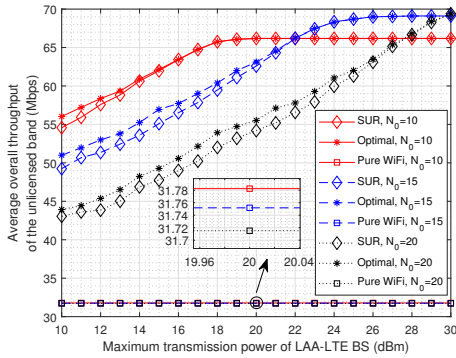 Average overall throughput
of the unlicensed band (Mbps)
70
65
60
55
50
45
40
35
30
10 12 14 16 18 20 22 24 26 28 30
Maximum transmission power of LAA-LTE BS (dBm)
31.78
31.76
31.74
31.72
31.7
19.96 20 20.04
SUR, N₀=10
Optimal, N₀=10
Pure WiFi, N₀=10
SUR, N₀=15
Optimal, N₀=15
Pure WiFi, N₀=15
SUR, N₀=20
Optimal, N₀=20
Pure WiFi, N₀=20